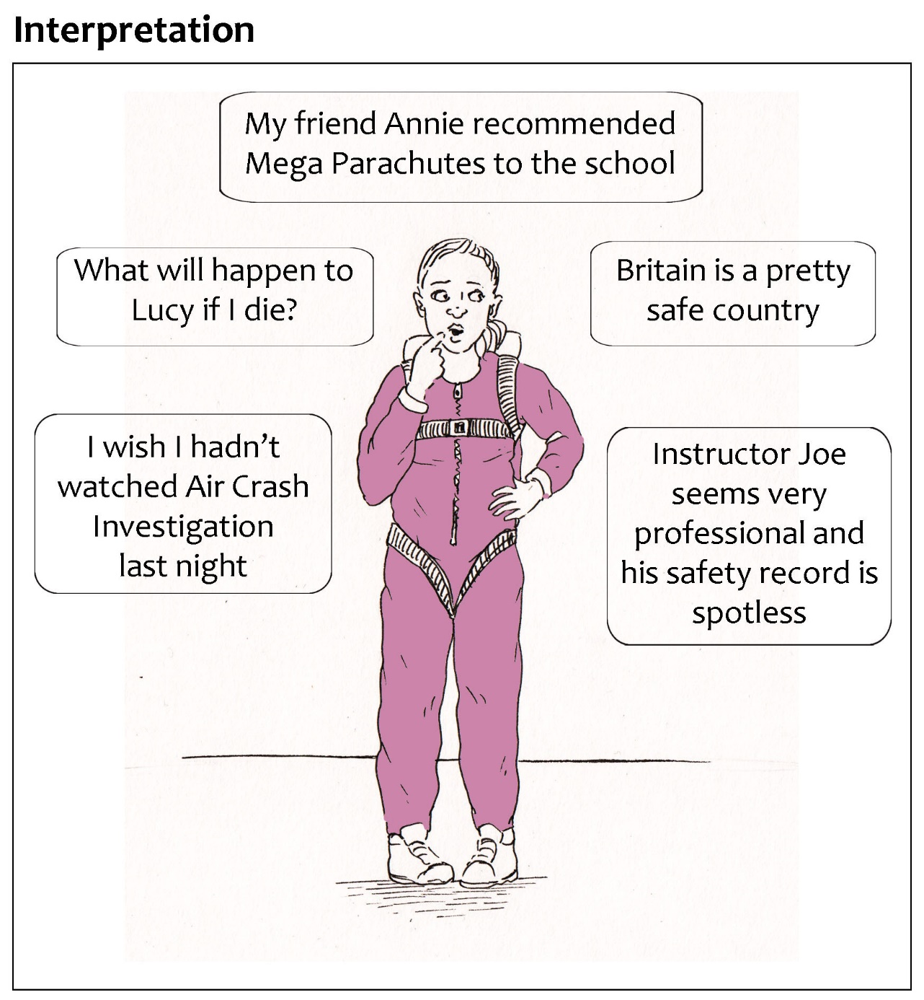 Interpretation
My friend Annie recommended
Mega Parachutes to the school
What will happen to
Lucy if I die?
Britain is a pretty
safe country
I wish I hadn’t
watched Air Crash
Investigation
last night
Instructor Joe
seems very
professional and
his safety record is
spotless